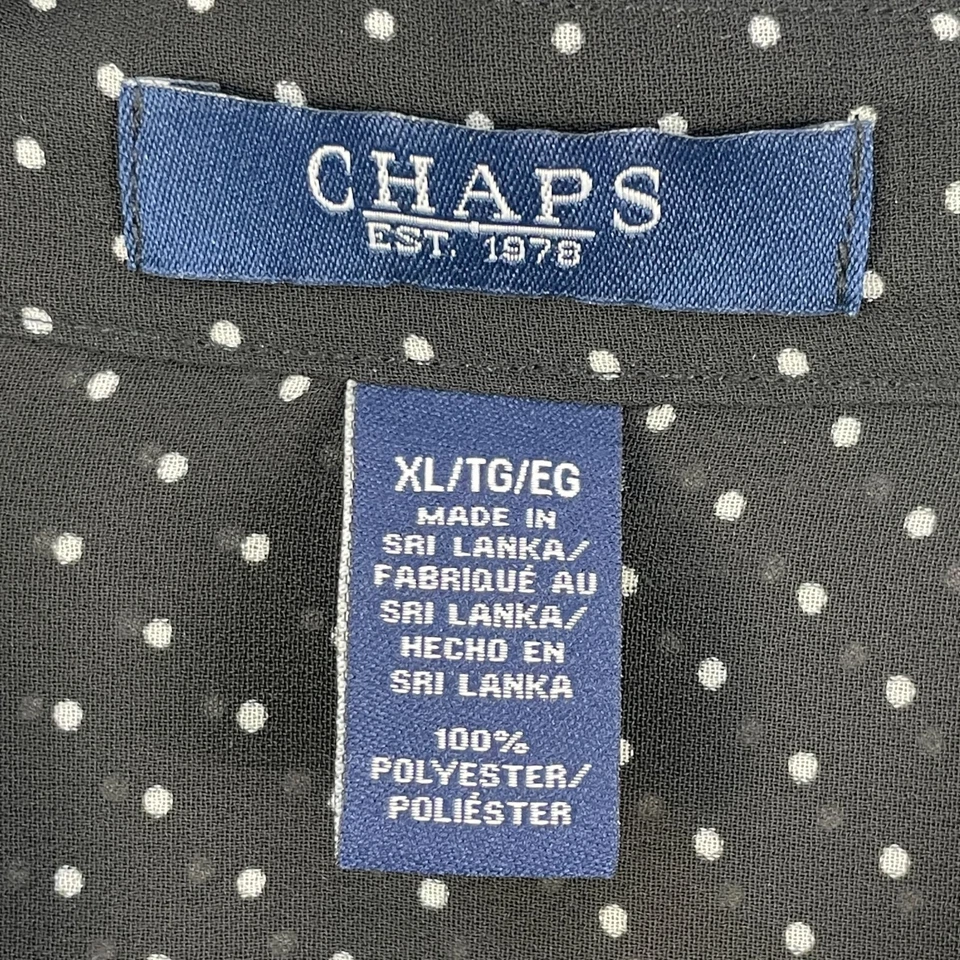 CHAPS
EST. 1978
XL/TG/EG
MADE IN
SRI LANKA/
FABRIQUÉ AU
SRI LANKA/
HECHO EN
SRI LANKA
100%
POLYESTER/
POLIÉSTER